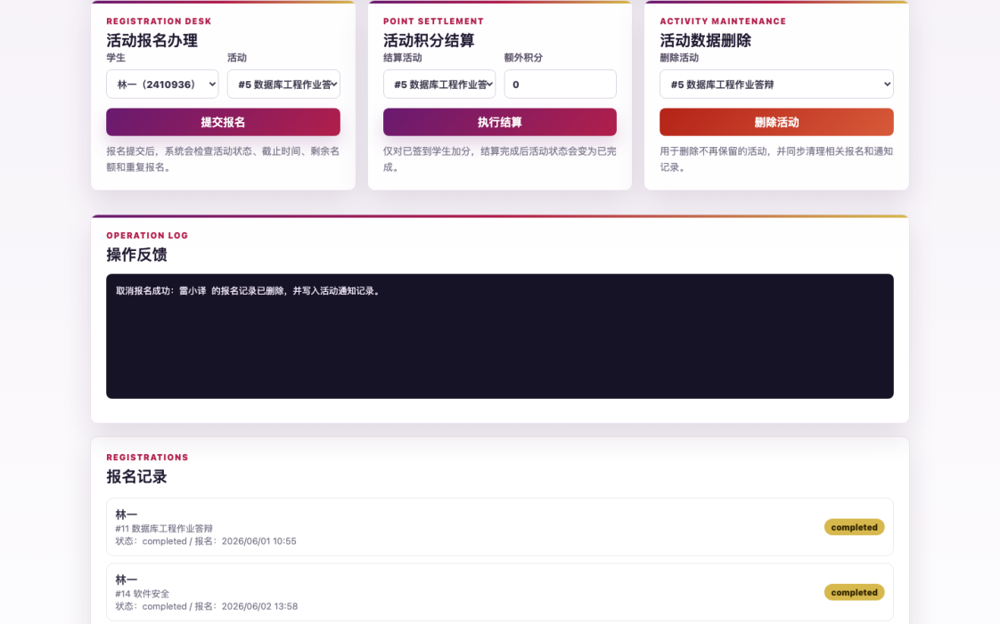 REGISTRATION DESK
活动报名办理
学生
活动
林一（2410936）
#5 数据库工程作业答
提交报名
报名提交后，系统会检查活动状态、截止时间、剩余名
额和重复报名。
POINT SETTLEMENT
活动积分结算
结算活动
额外积分
#5 数据库工程作业答
0
执行结算
仅对已签到学生加分，结算完成后活动状态会变为已完
成。
ACTIVITY MAINTENANCE
活动数据删除
删除活动
#5 数据库工程作业答辩
删除活动
用于删除不再保留的活动，并同步清理相关报名和通知
记录。
OPERATION LOG
操作反馈
取消报名成功：雷小译 的报名记录已删除，并写入活动通知记录。
REGISTRATIONS
报名记录
林一
#11 数据库工程作业答辩
状态：completed / 报名：2026/06/01 10:55
completed
林一
#14 软件安全
状态：completed / 报名：2026/06/02 13:58
completed